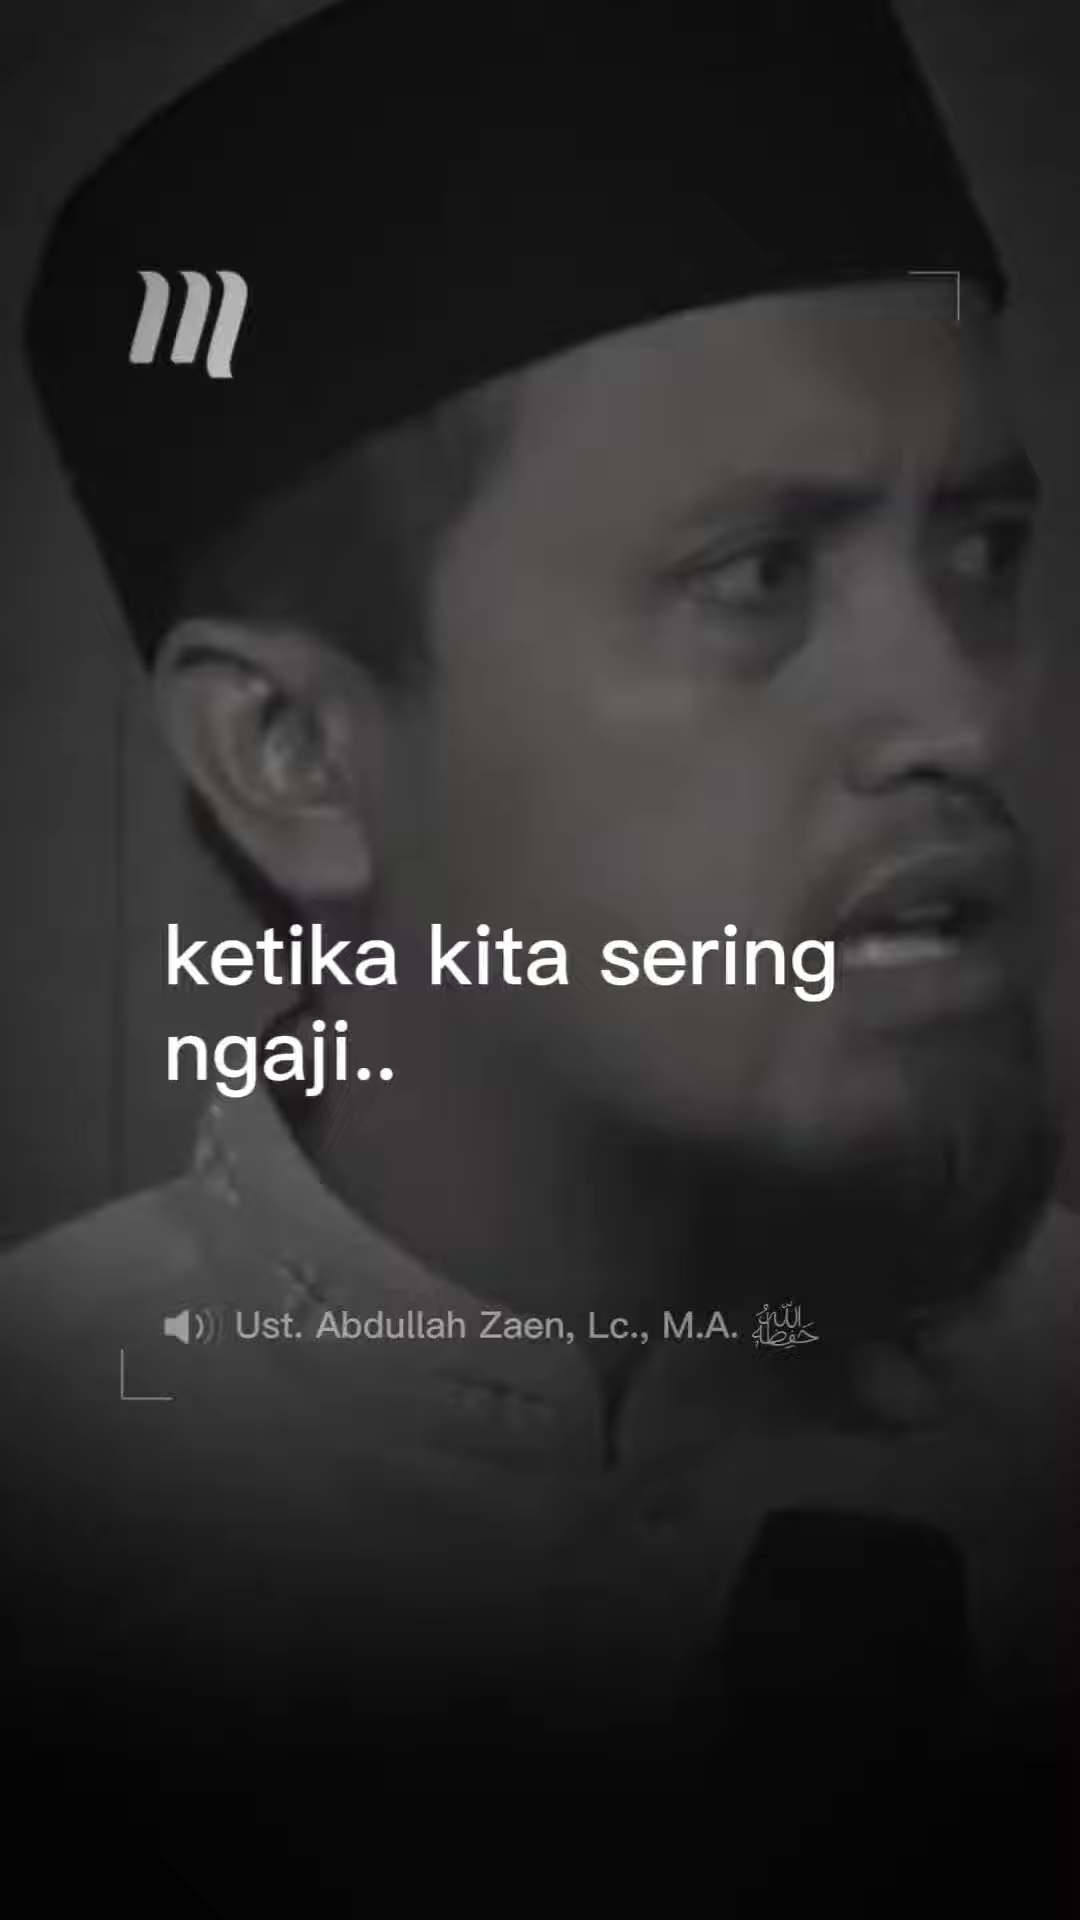 ketika kita sering
ngaji..
Ust. Abdullah Zaen, Lc., M.A. حفظه الله